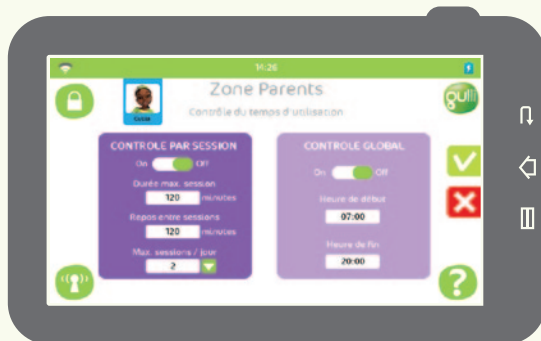 14:26
Zone Parents
gulli
Contrôle du temps d'utilisation
CONTROLE PAR SESSION
On Off
Durée max. session
120 minutes
Repos entre sessions
120 minutes
Max. sessions / jour
2
CONTROLE GLOBAL
On Off
Heure de début
07:00
Heure de fin
20:00
?